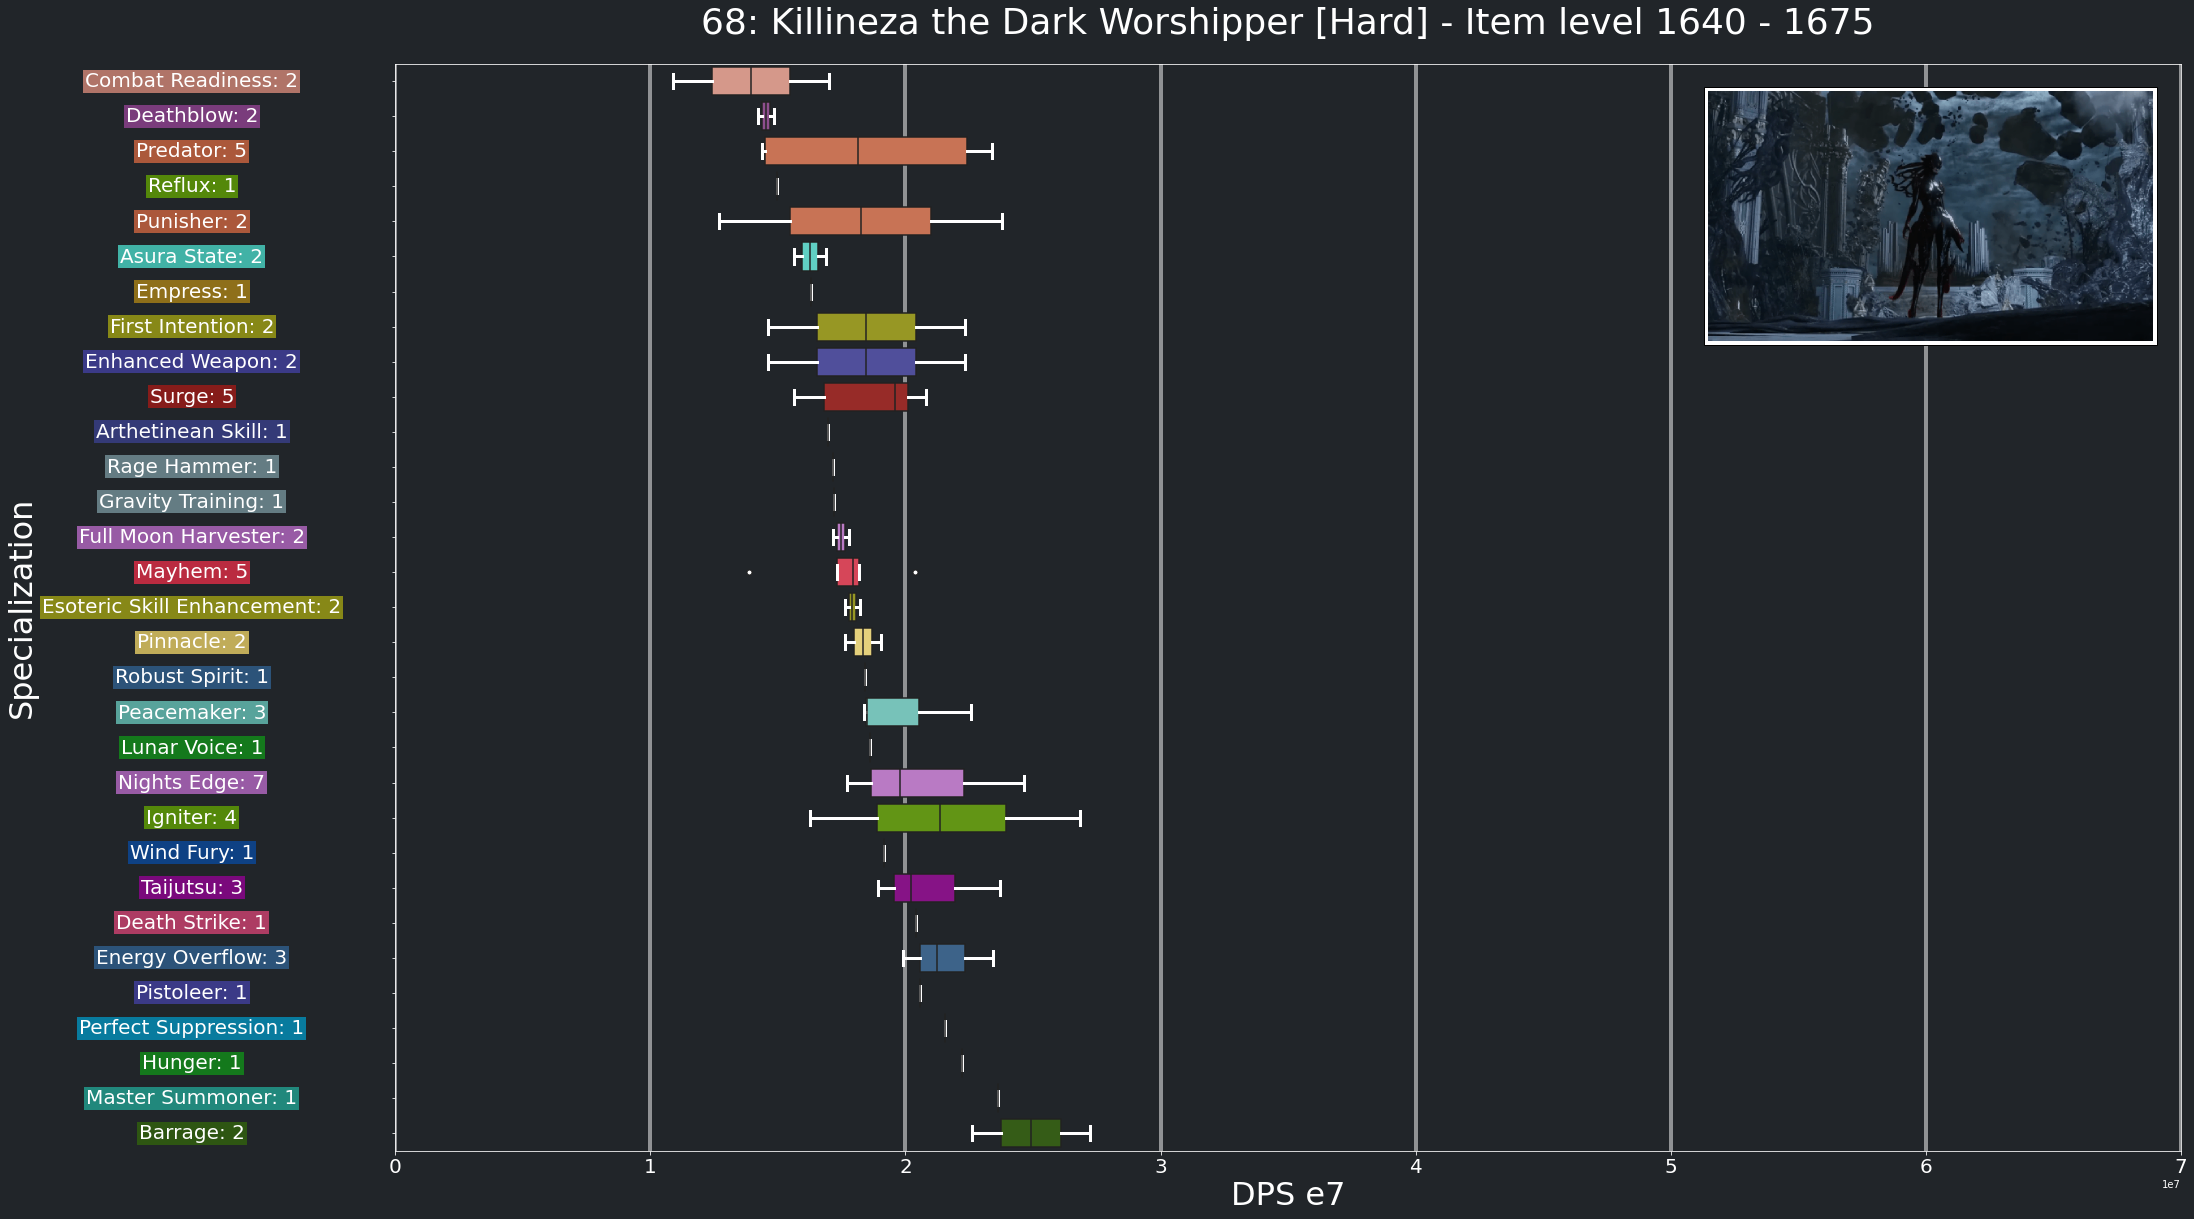 68: Killineza the Dark Worshipper [Hard] - Item level 1640 - 1675
Combat Readiness: 2
Deathblow: 2
Predator: 5
Reflux: 1
Punisher: 2
Asura State: 2
Empress: 1
First Intention: 2
Enhanced Weapon: 2
Surge: 5
Arthetinean Skill: 1
Rage Hammer: 1
Gravity Training: 1
Full Moon Harvester: 2
Mayhem: 5
Esoteric Skill Enhancement: 2
Pinnacle: 2
Robust Spirit: 1
Peacemaker: 3
Lunar Voice: 1
Nights Edge: 7
Igniter: 4
Wind Fury: 1
Taijutsu: 3
Death Strike: 1
Energy Overflow: 3
Pistoleer: 1
Perfect Suppression: 1
Hunger: 1
Master Summoner: 1
Barrage: 2
Specialization
0 1 2 3 4 5 6 7
1e7
DPS e7